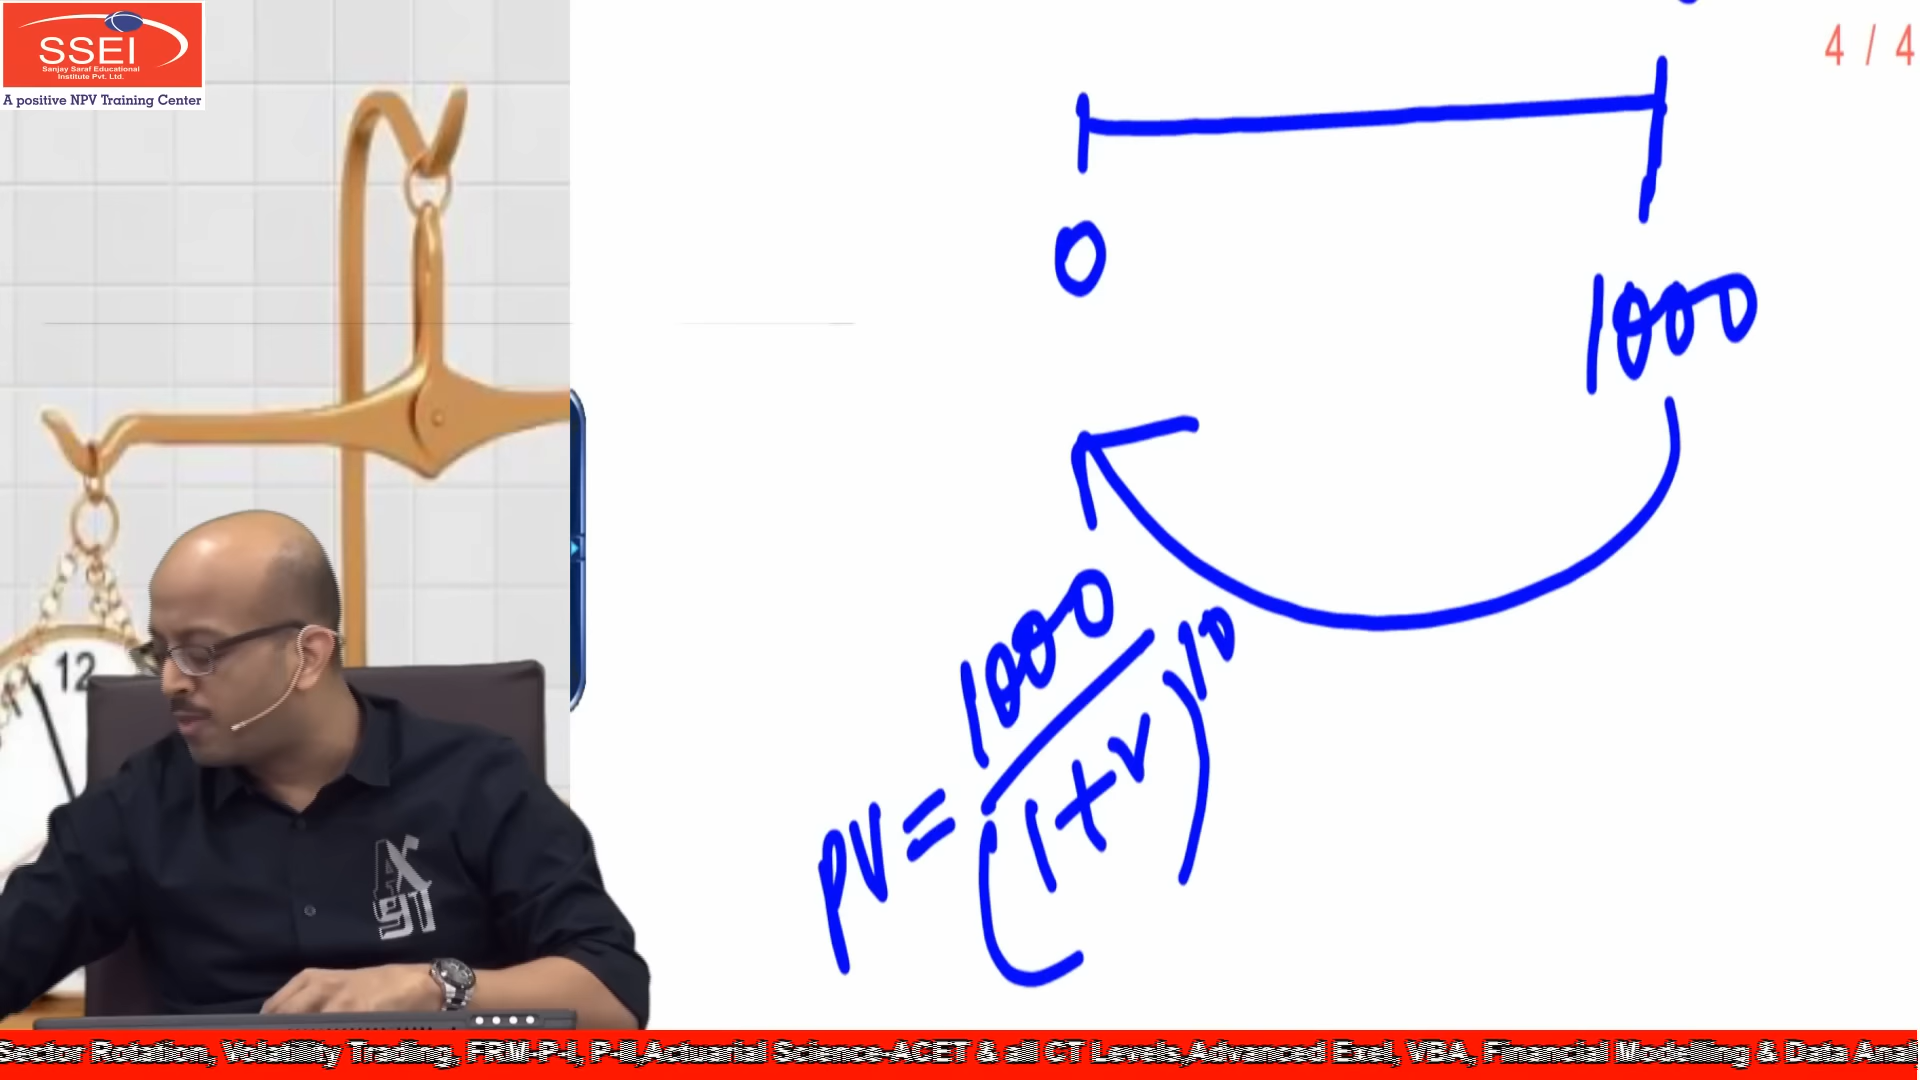 SSEI
Sanjay Saraf Educational
Institute Pvt. Ltd.
A positive NPV Training Center
4 / 4
0
1000
PV = 1000
(1+r)^10
12
Sector Rotation, Volatility Trading, FRM-P-I, P-II,Actuarial Science-ACET & all CT Levels,Advanced Excel, VBA, Financial Modelling & Data Anal